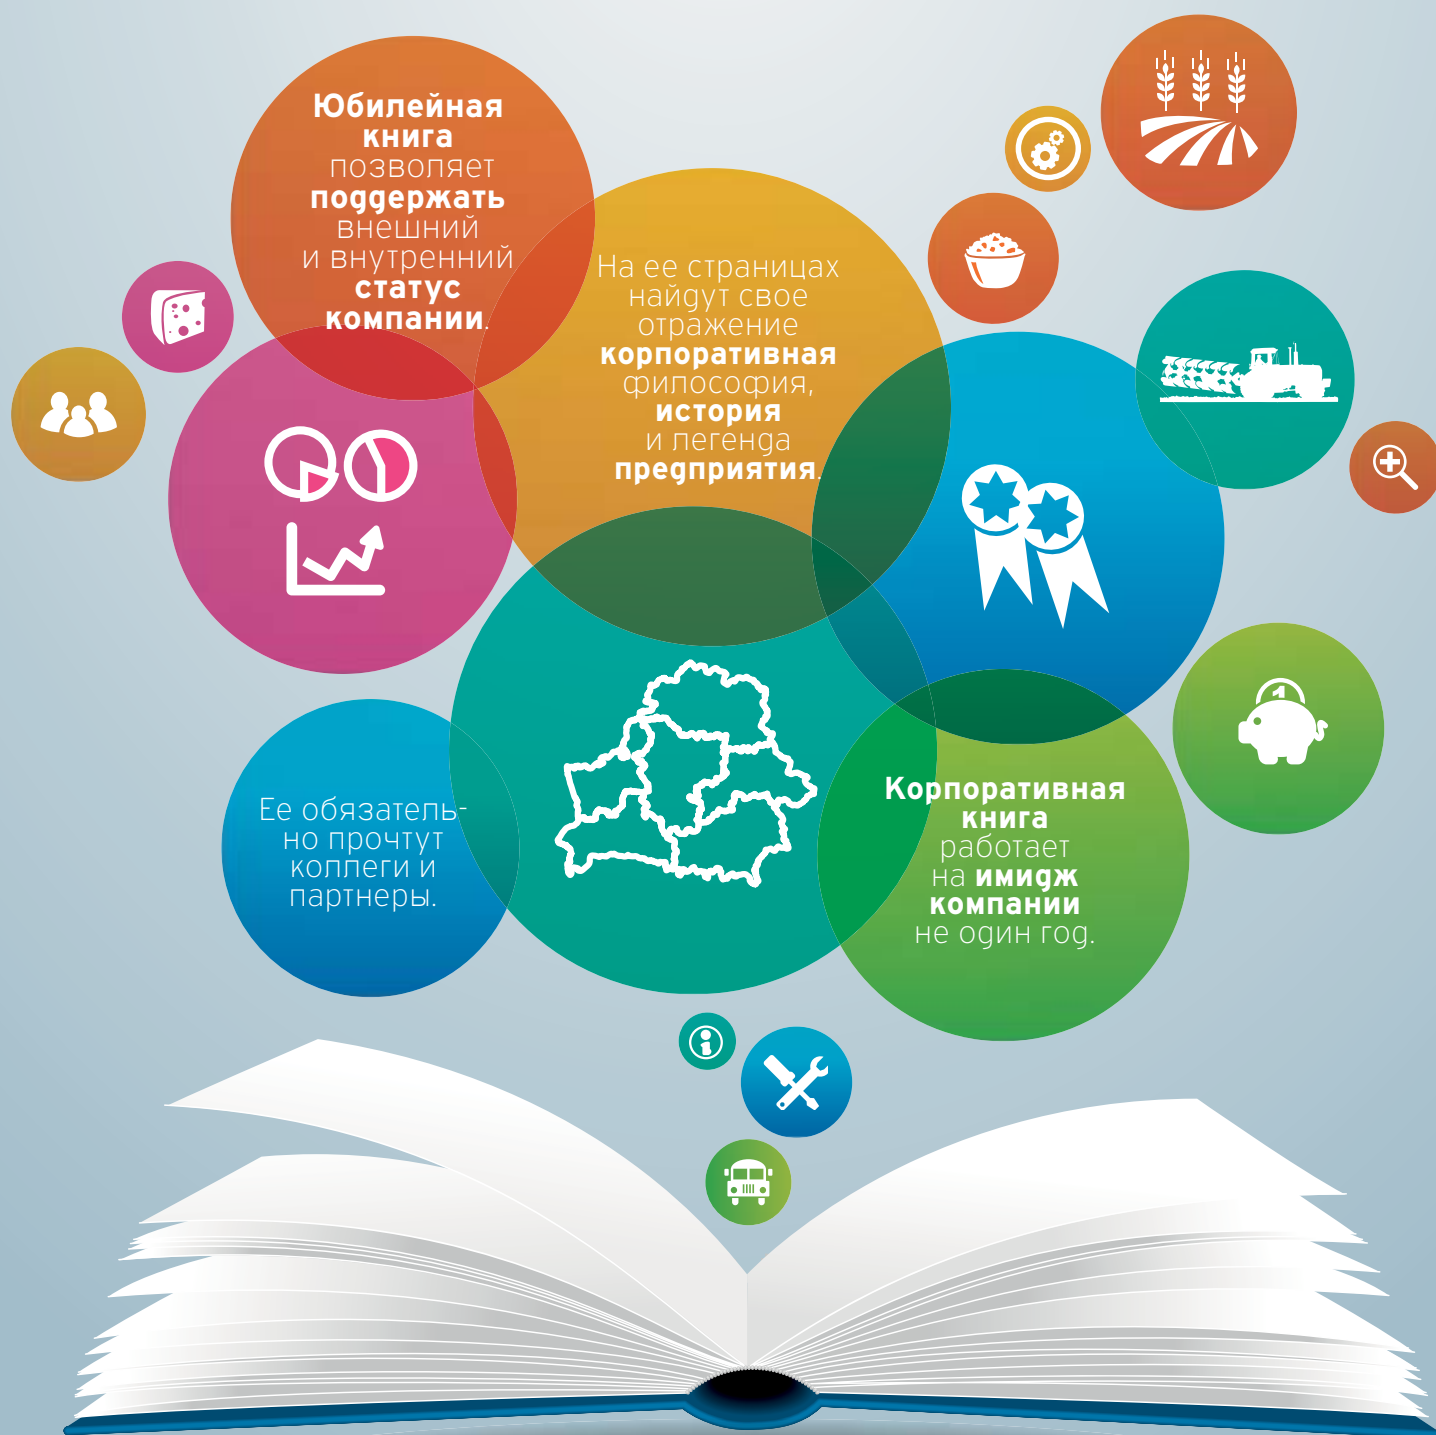 Юбилейная
книга
позволяет
поддержать
внешний
и внутренний
статус
компании.
На ее страницах
найдут свое
отражение
корпоративная
философия,
история
и легенда
предприятия.
Ее обязатель-
но прочтут
коллеги и
партнеры.
Корпоративная
книга
работает
на имидж
компании
не один год.
1